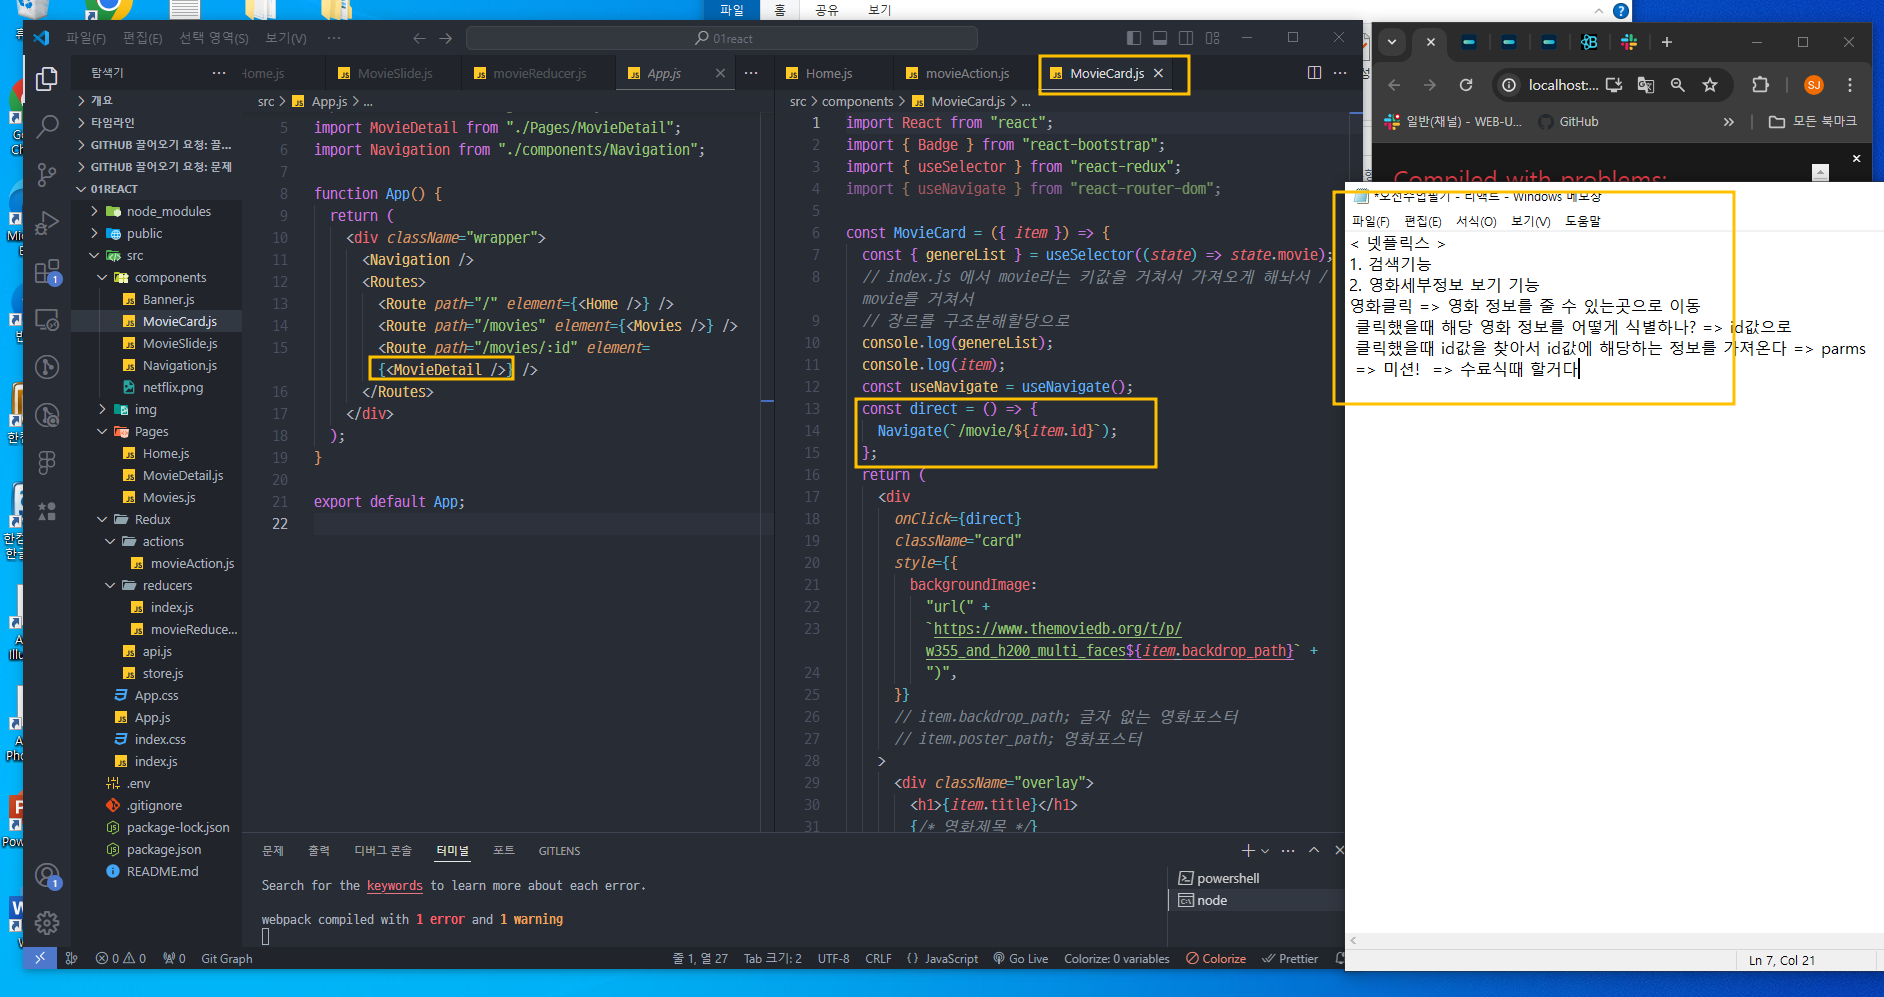 파일
홈
공유
보기
파일(F)
편집(E)
선택 영역(S)
보기(V)
01react
탐색기
Home.js
MovieSlide.js
movieReducer.js
App.js
Home.js
movieAction.js
MovieCard.js
개요
타임라인
GITHUB 끌어오기 요청: 끌...
GITHUB 끌어오기 요청: 문제
01REACT
node_modules
public
src
components
Banner.js
MovieCard.js
MovieSlide.js
Navigation.js
netflix.png
img
Pages
Home.js
MovieDetail.js
Movies.js
Redux
actions
movieAction.js
reducers
index.js
movieReduce...
api.js
store.js
App.css
App.js
index.css
index.js
.env
.gitignore
package-lock.json
package.json
README.md
src > App.js > ...
5 import MovieDetail from "./Pages/MovieDetail";
6 import Navigation from "./components/Navigation";
7
8 function App() {
9 return (
10 <div className="wrapper">
11 <Navigation />
12 <Routes>
13 <Route path="/" element={<Home />} />
14 <Route path="/movies" element={<Movies />} />
15 <Route path="/movies/:id" element=
{<MovieDetail />} />
16 </Routes>
17 </div>
18 );
19 }
20
21 export default App;
22
src > components > MovieCard.js > ...
1 import React from "react";
2 import { Badge } from "react-bootstrap";
3 import { useSelector } from "react-redux";
4 import { useNavigate } from "react-router-dom";
5
6 const MovieCard = ({ item }) => {
7 const { genereList } = useSelector((state) => state.movie);
8 // index.js 에서 movie라는 키값을 거쳐서 가져오게 해놔서 /
movie를 거쳐서
9 // 장르를 구조분해할당으로
10 console.log(genereList);
11 console.log(item);
12 const useNavigate = useNavigate();
13 const direct = () => {
14 Navigate(`/movie/${item.id}`);
15 };
16 return (
17 <div
18 onClick={direct}
19 className="card"
20 style={{
21 backgroundImage:
22 "url(" +
23 `https://www.themoviedb.org/t/p/
w355_and_h200_multi_faces${item.backdrop_path}` +
24 ")",
25 }}
26 // item.backdrop_path; 글자 없는 영화포스터
27 // item.poster_path; 영화포스터
28 >
29 <div className="overlay">
30 <h1>{item.title}</h1>
31 {/* 영화제목 */}
문제
출력
디버그 콘솔
터미널
포트
GITLENS
Search for the keywords to learn more about each error.
webpack compiled with 1 error and 1 warning
powershell
node
0 0
0
Git Graph
줄 1, 열 27
Tab 크기: 2
UTF-8
CRLF
{} JavaScript
Go Live
Colorize: 0 variables
Colorize
Prettier
localhost:...
SJ
일반(채널) - WEB-U...
GitHub
모든 북마크
Compiled with problems:
*오전수업필기 - 리액트 - Windows 메모장
파일(F) 편집(E) 서식(O) 보기(V) 도움말
< 넷플릭스 >
1. 검색기능
2. 영화세부정보 보기 기능
영화클릭 => 영화 정보를 줄 수 있는곳으로 이동
클릭했을때 해당 영화 정보를 어떻게 식별하나? => id값으로
클릭했을때 id값을 찾아서 id값에 해당하는 정보를 가져온다 => parms
=> 미션! => 수료식때 할거다
Ln 7, Col 21